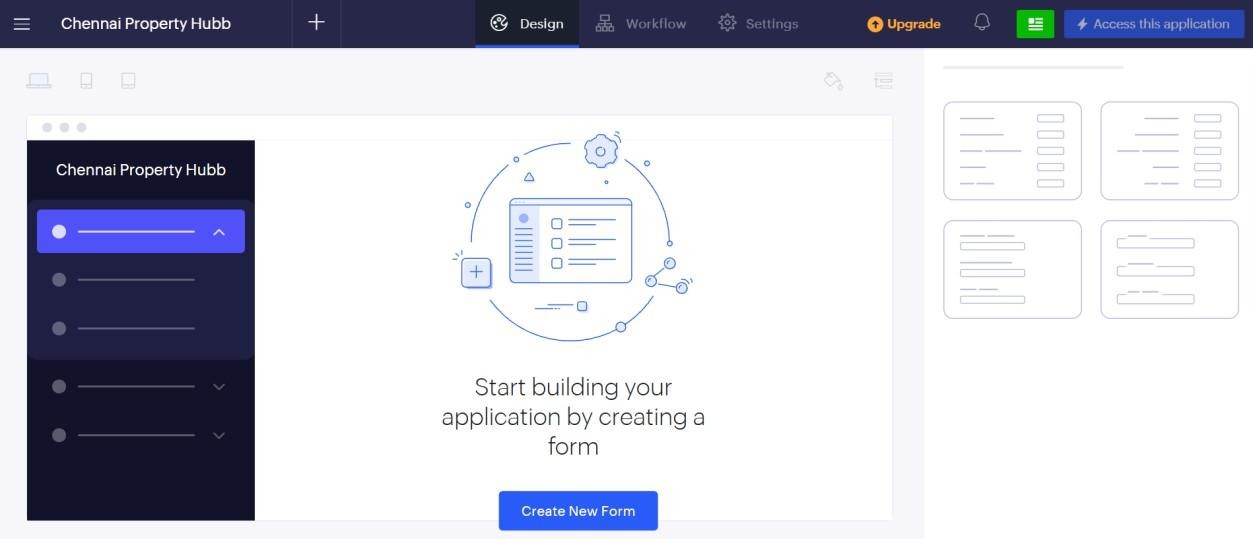 Chennai Property Hubb
Design
Workflow
Settings
Upgrade
Access this application
Chennai Property Hubb
Start building your
application by creating a
form
Create New Form